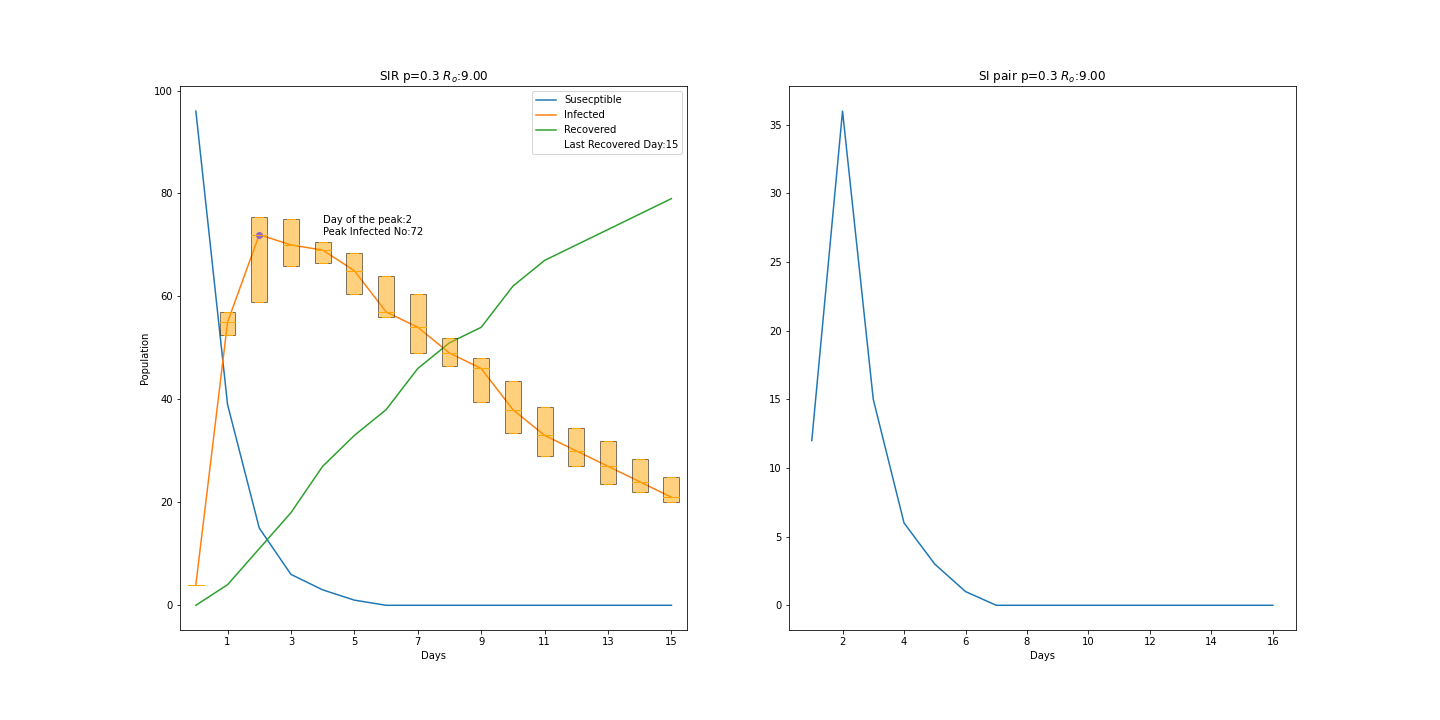 SIR p=0.3 Rₒ:9.00
100
80
60
40
20
0
Population
Susecptible
Infected
Recovered
Last Recovered Day:15
Day of the peak:2
Peak Infected No:72
1 3 5 7 9 11 13 15
Days
SI pair p=0.3 Rₒ:9.00
35
30
25
20
15
10
5
0
2 4 6 8 10 12 14 16
Days